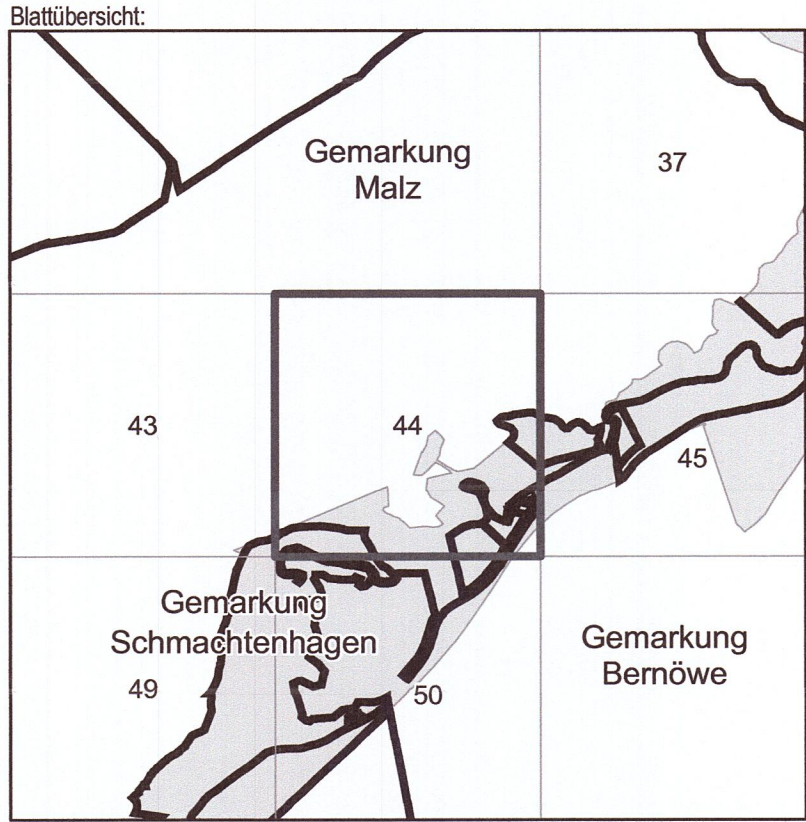 Blattübersicht:
Gemarkung
Malz
37
43
44
45
Gemarkung
Schmachtenhagen
Gemarkung
Bernöwe
49
50